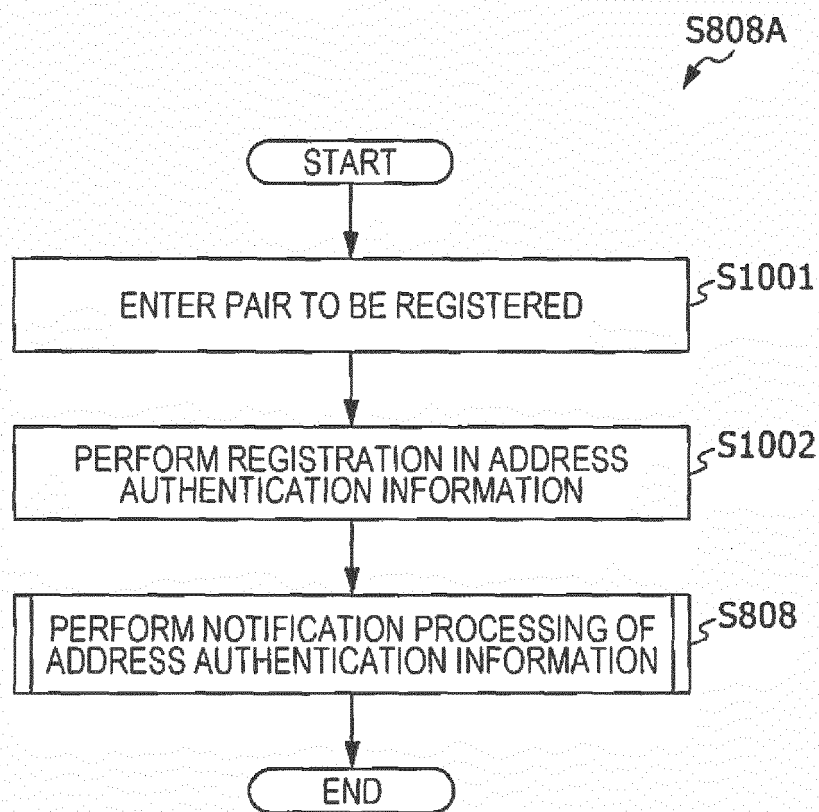 S808A
START
ENTER PAIR TO BE REGISTERED
S1001
PERFORM REGISTRATION IN ADDRESS
AUTHENTICATION INFORMATION
S1002
PERFORM NOTIFICATION PROCESSING OF
ADDRESS AUTHENTICATION INFORMATION
S808
END